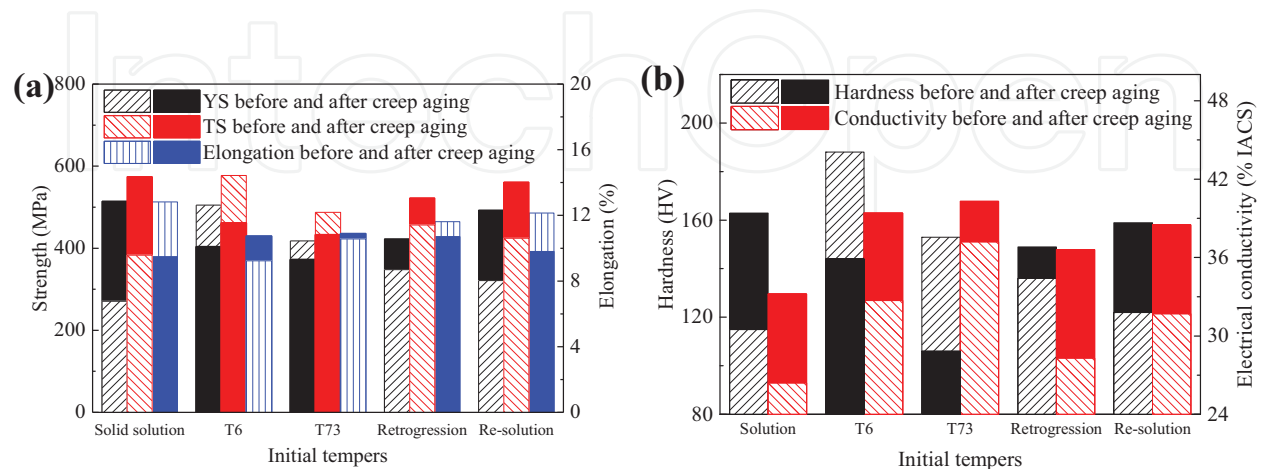 IntechOpen
(a)
800
600
400
200
0
Strength (MPa)
YS before and after creep aging
TS before and after creep aging
Elongation before and after creep aging
20
16
12
8
4
0
Elongation (%)
Solid solution T6 T73 Retrogression Re-solution
Initial tempers
(b)
200
160
120
80
Hardness (HV)
Hardness before and after creep aging
Conductivity before and after creep aging
48
42
36
30
24
Electrical conductivity (% IACS)
Solution T6 T73 Retrogression Re-solution
Initial tempers